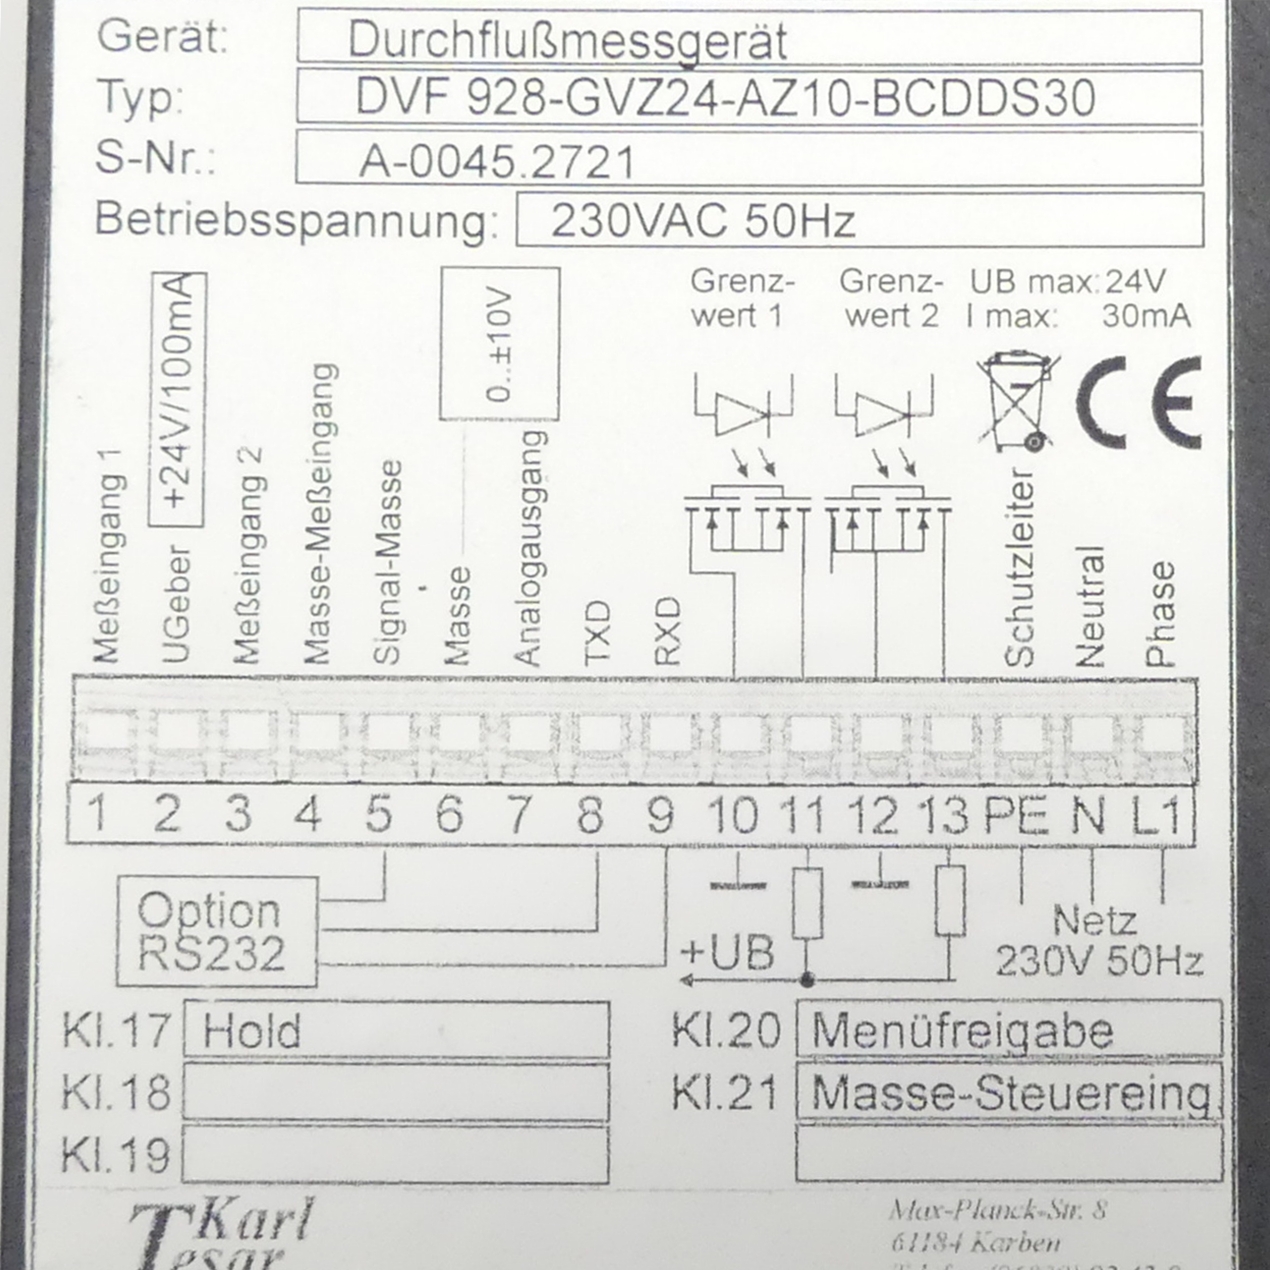 Gerät: Durchflußmessgerät
Typ: DVF 928-GVZ24-AZ10-BCDDS30
S-Nr.: A-0045.2721
Betriebsspannung: 230VAC 50Hz
Grenz-
wert 1
Grenz-
wert 2
UB max: 24V
I max: 30mA
Meßeingang 1
UGeber +24V/100mA
Meßeingang 2
Masse-Meßeingang
Signal-Masse
Masse
Analogausgang
0..±10V
TXD
RXD
Schutzleiter
Neutral
Phase
CE
1 2 3 4 5 6 7 8 9 10 11 12 13 PE N L1
Option
RS232
+UB
Netz
230V 50Hz
Kl.17 Hold
Kl.20 Menüfreigabe
Kl.18
Kl.21 Masse-Steuereing.
Kl.19
Karl
Tesar
Max-Planck-Str. 8
61184 Karben